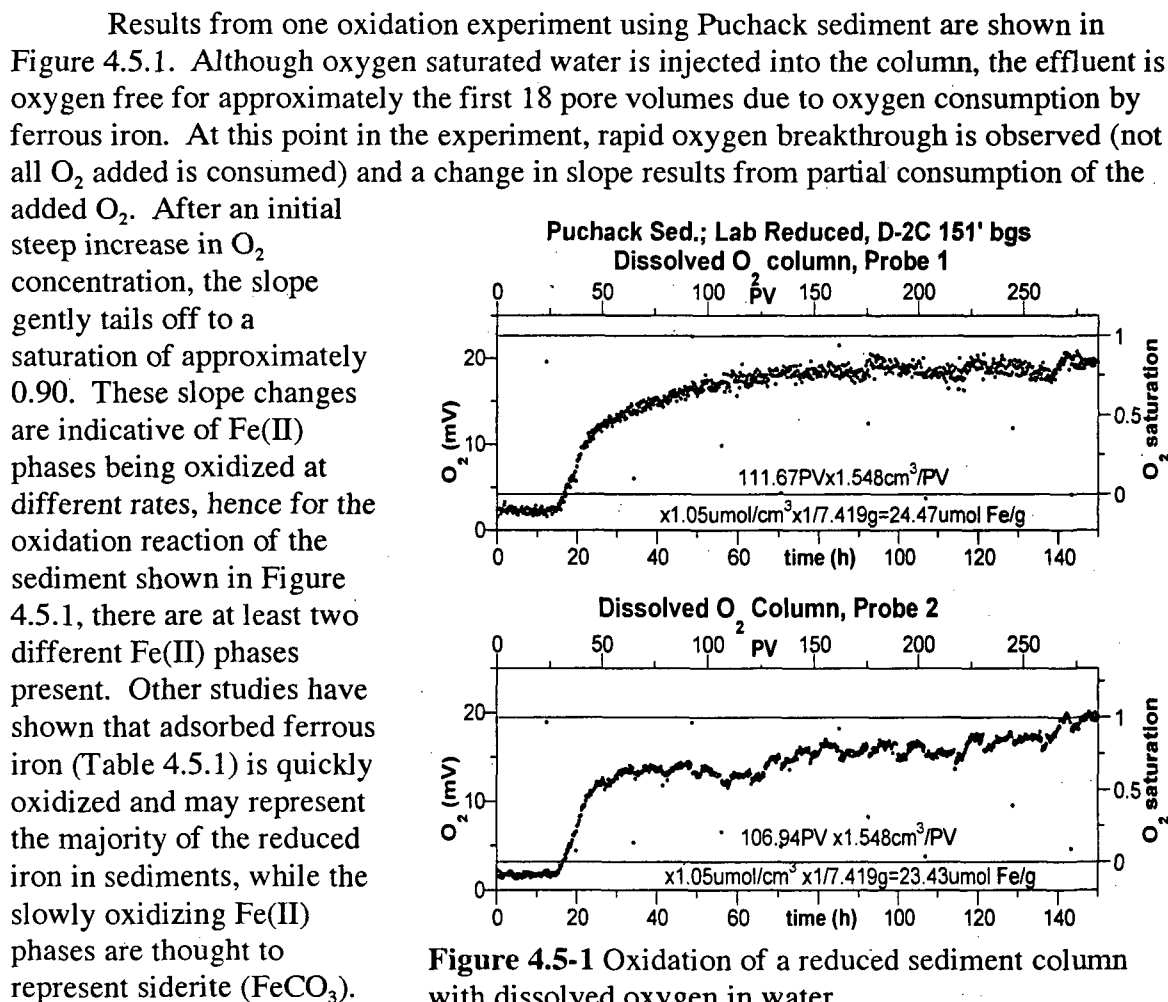 Results from one oxidation experiment using Puchack sediment are shown in
Figure 4.5.1. Although oxygen saturated water is injected into the column, the effluent is
oxygen free for approximately the first 18 pore volumes due to oxygen consumption by
ferrous iron. At this point in the experiment, rapid oxygen breakthrough is observed (not
all O₂ added is consumed) and a change in slope results from partial consumption of the
added O₂. After an initial
steep increase in O₂
concentration, the slope
gently tails off to a
saturation of approximately
0.90. These slope changes
are indicative of Fe(II)
phases being oxidized at
different rates, hence for the
oxidation reaction of the
sediment shown in Figure
4.5.1, there are at least two
different Fe(II) phases
present. Other studies have
shown that adsorbed ferrous
iron (Table 4.5.1) is quickly
oxidized and may represent
the majority of the reduced
iron in sediments, while the
slowly oxidizing Fe(II)
phases are thought to
represent siderite (FeCO₃).
Puchack Sed.; Lab Reduced, D-2C 151' bgs
Dissolved O₂ column, Probe 1
0 50 100 PV 150 200 250
20
10
0
O₂ (mV)
1
0.5
0
O₂ saturation
111.67PVx1.548cm³/PV
x1.05umol/cm³x1/7.419g=24.47umol Fe/g
0 20 40 60 time (h) 100 120 140
Dissolved O₂ Column, Probe 2
0 50 100 PV 150 200 250
20
10
0
O₂ (mV)
1
0.5
0
O₂ saturation
106.94PV x1.548cm³/PV
x1.05umol/cm³ x1/7.419g=23.43umol Fe/g
0 20 40 60 time (h) 100 120 140
Figure 4.5-1 Oxidation of a reduced sediment column
with dissolved oxygen in water